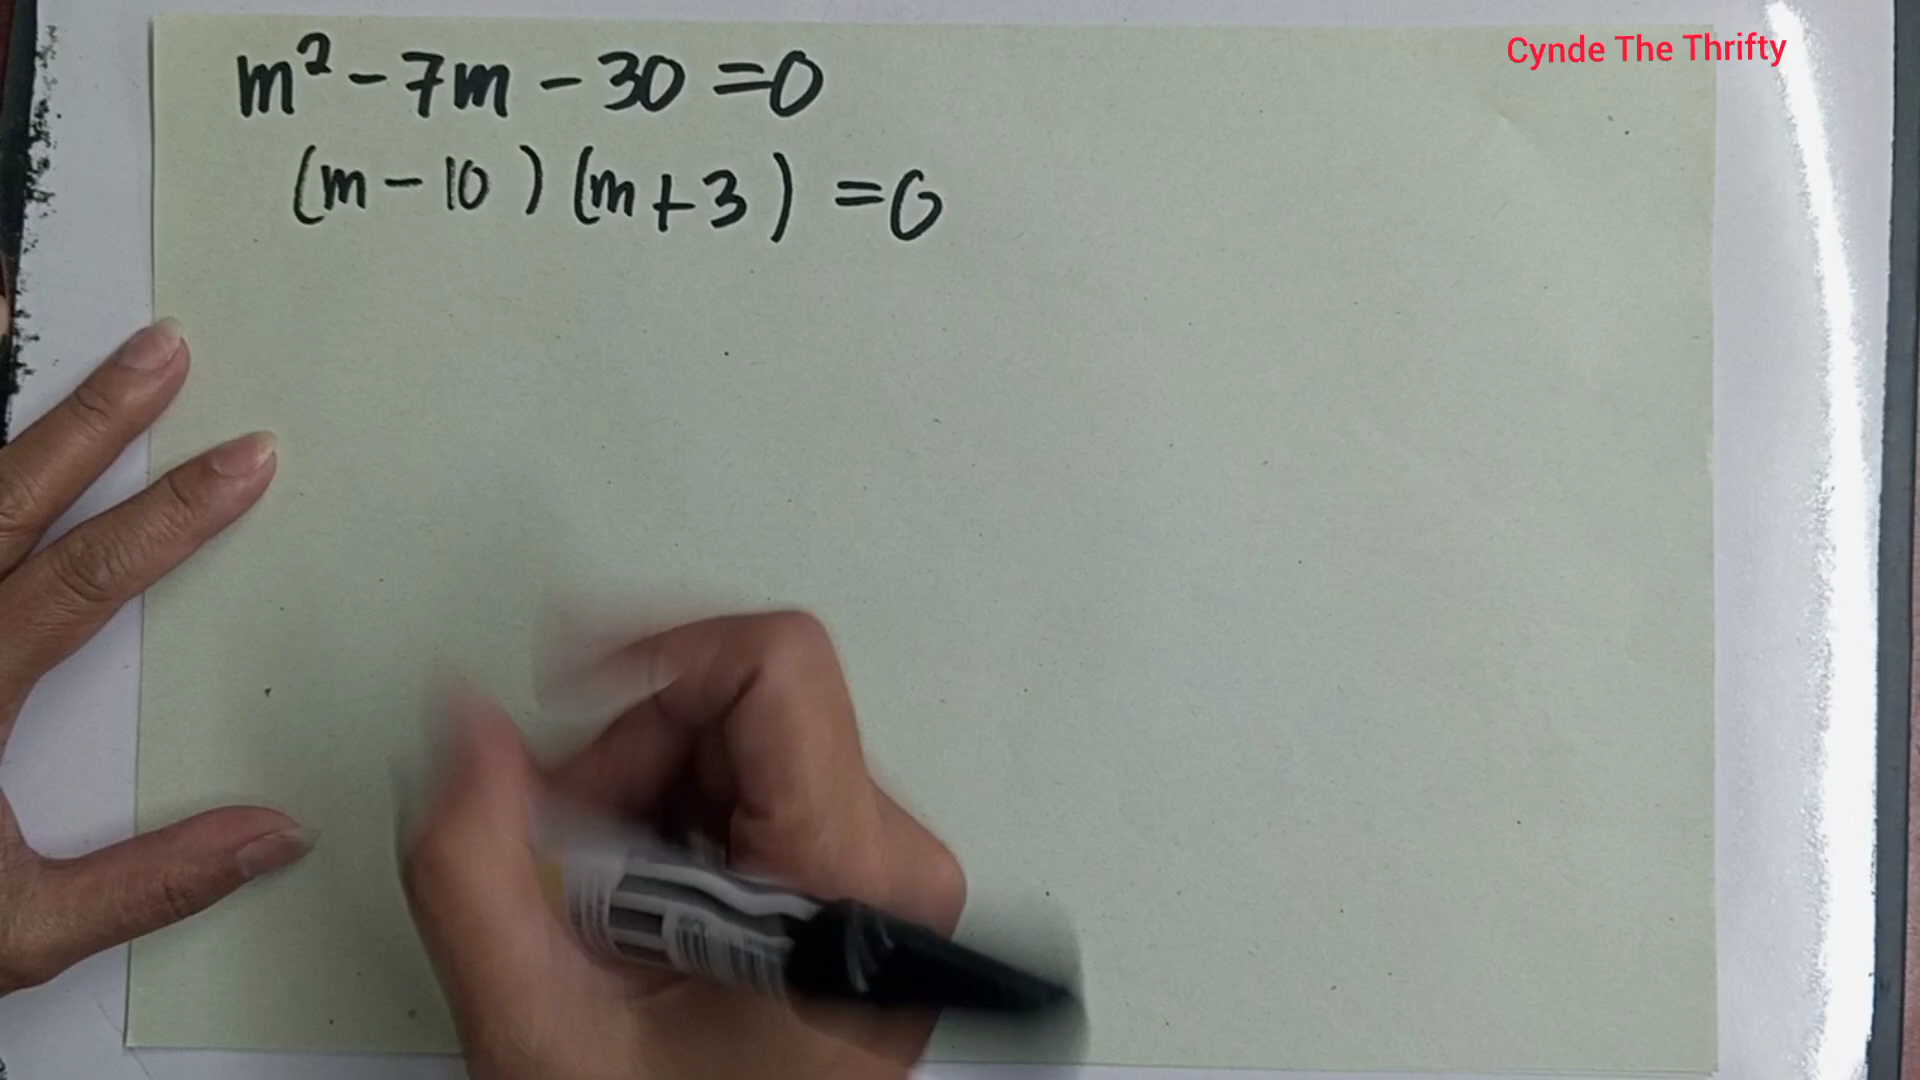 Cynde The Thrifty
m² - 7m - 30 = 0
(m - 10) (m + 3) = 0